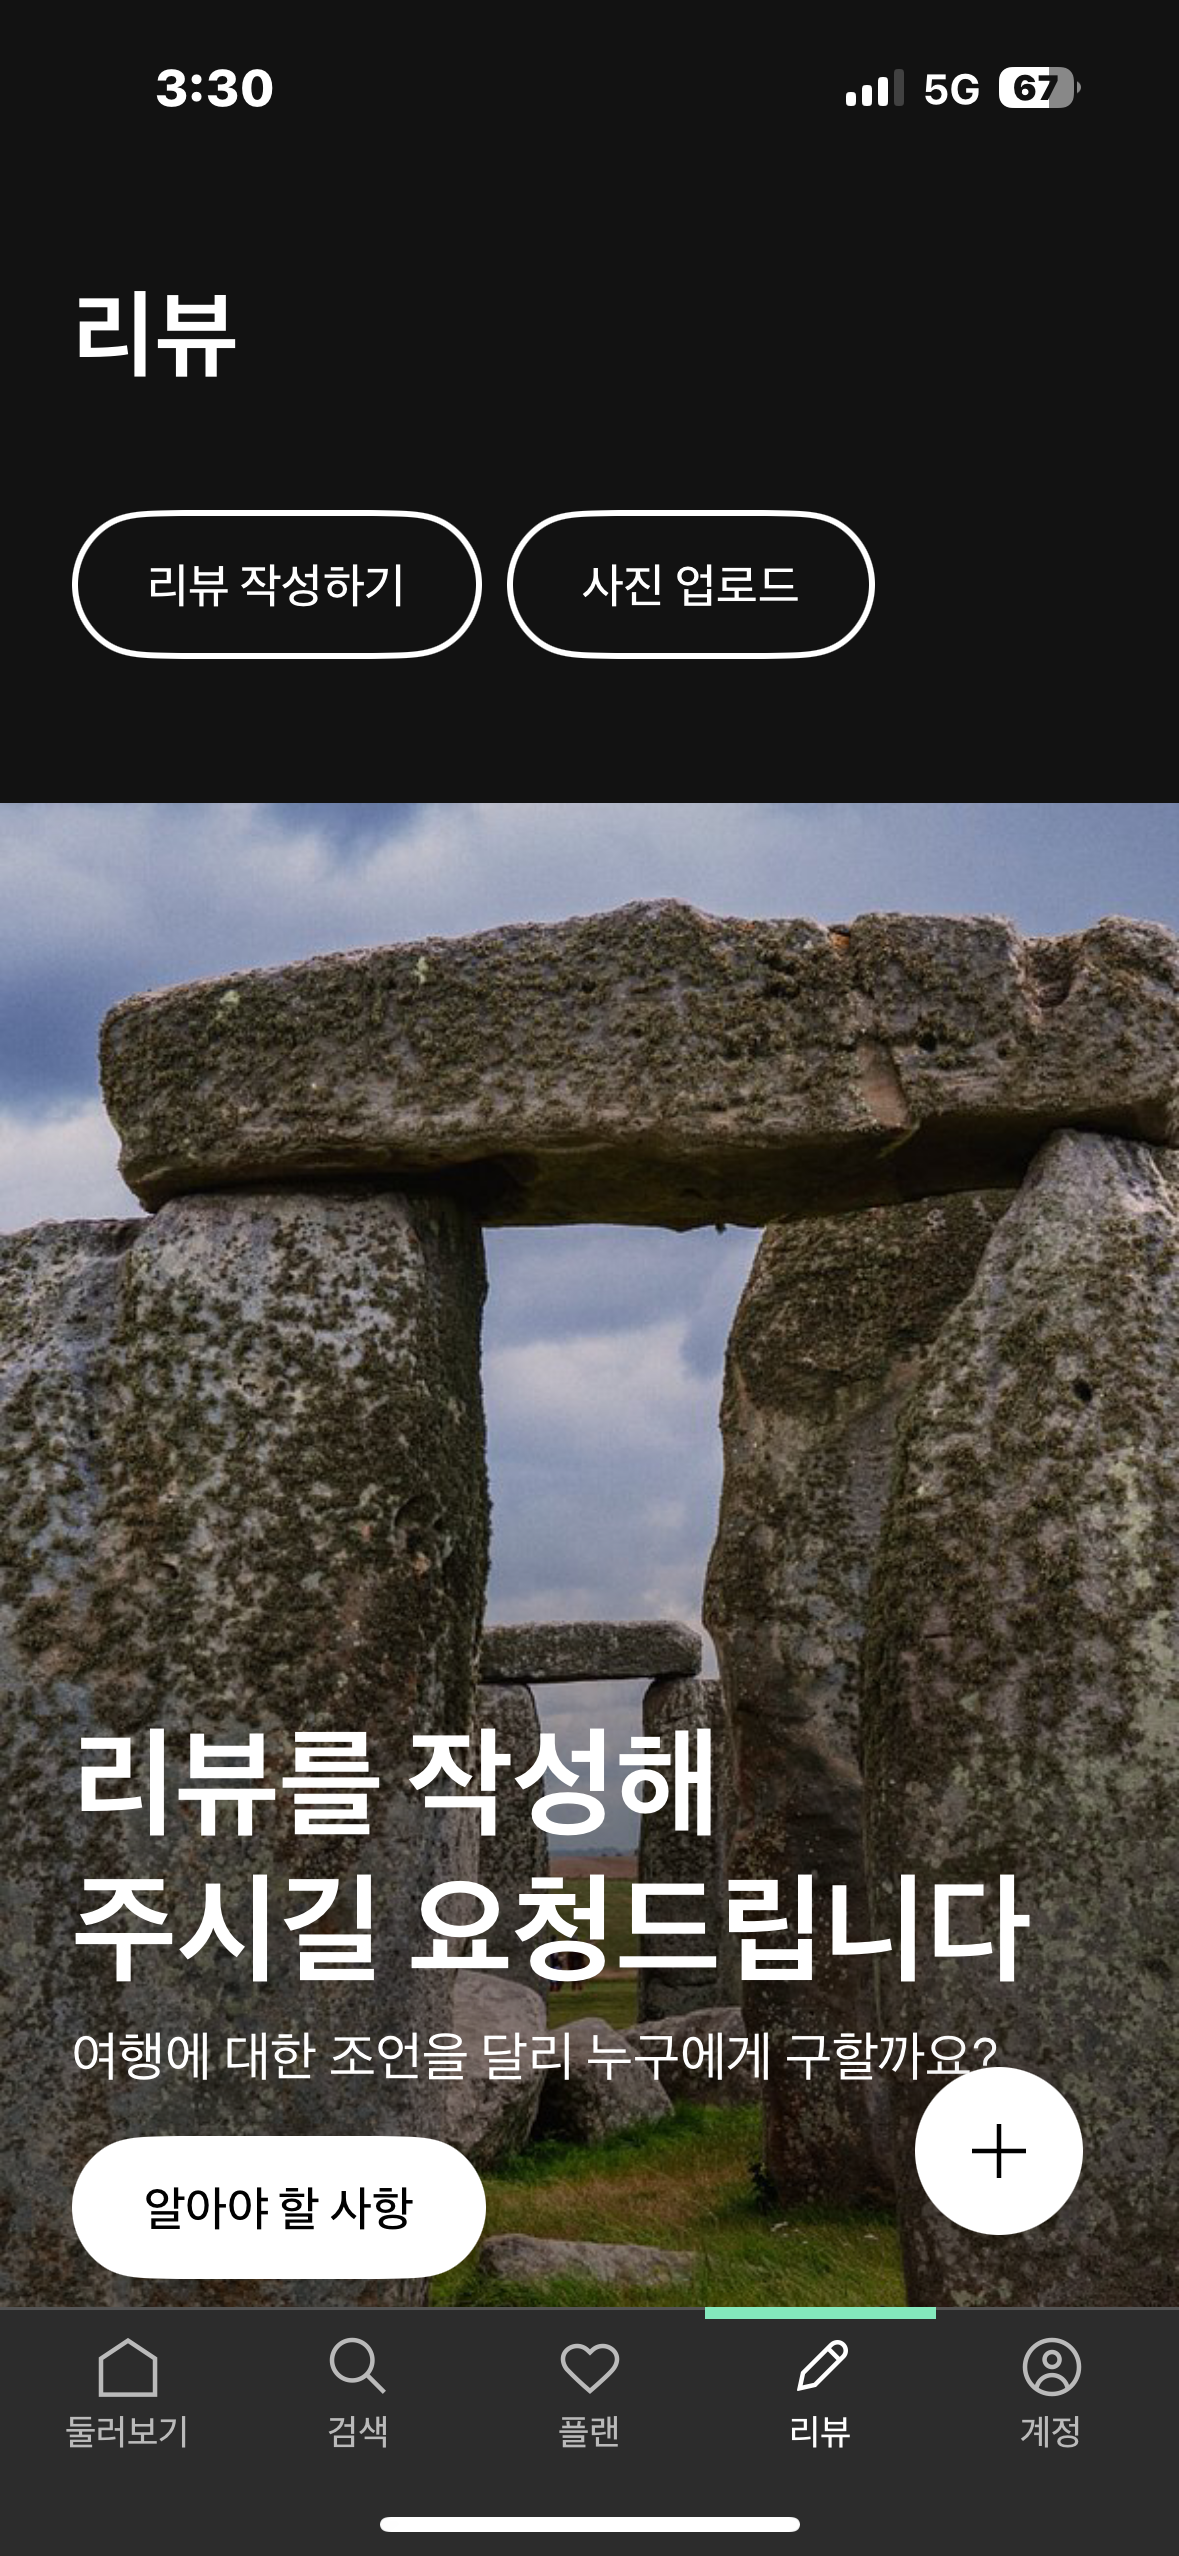 3:30
5G
67
리뷰
리뷰 작성하기
사진 업로드
리뷰를 작성해
주시길 요청드립니다
여행에 대한 조언을 달리 누구에게 구할까요?
알아야 할 사항
둘러보기
검색
플랜
리뷰
계정